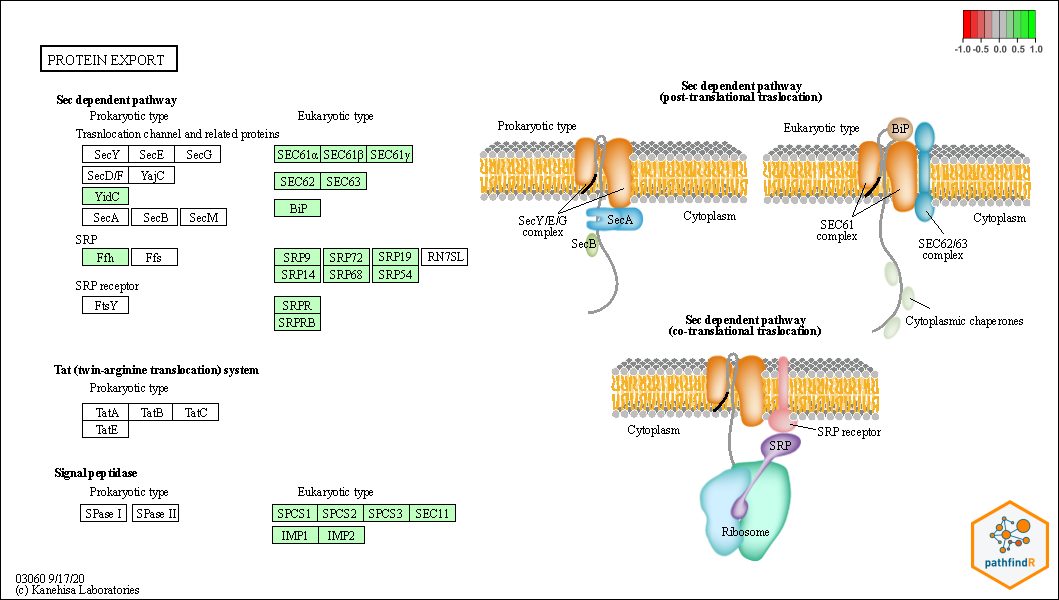 -1.0 -0.5 0.0 0.5 1.0
PROTEIN EXPORT
Sec dependent pathway
Prokaryotic type
Eukaryotic type
Trasnlocation channel and related proteins
SecY SecE SecG
SEC61α SEC61β SEC61γ
SecD/F YajC
SEC62 SEC63
YidC
BiP
SecA SecB SecM
SRP
Ffh Ffs
SRP9 SRP72 SRP19 RN7SL
SRP14 SRP68 SRP54
SRP receptor
FtsY
SRPR
SRPRB
Tat (twin-arginine translocation) system
Prokaryotic type
TatA TatB TatC
TatE
Signal peptidase
Prokaryotic type
Eukaryotic type
SPase I SPase II
SPCS1 SPCS2 SPCS3 SEC11
IMP1 IMP2
03060 9/17/20
(c) Kanehisa Laboratories
Sec dependent pathway
(post-translational traslocation)
Prokaryotic type
SecY/E/G
complex
SecA
SecB
Cytoplasm
Eukaryotic type
BiP
SEC61
complex
SEC62/63
complex
Cytoplasm
Cytoplasmic chaperones
Sec dependent pathway
(co-translational traslocation)
Cytoplasm
SRP receptor
SRP
Ribosome
pathfindR